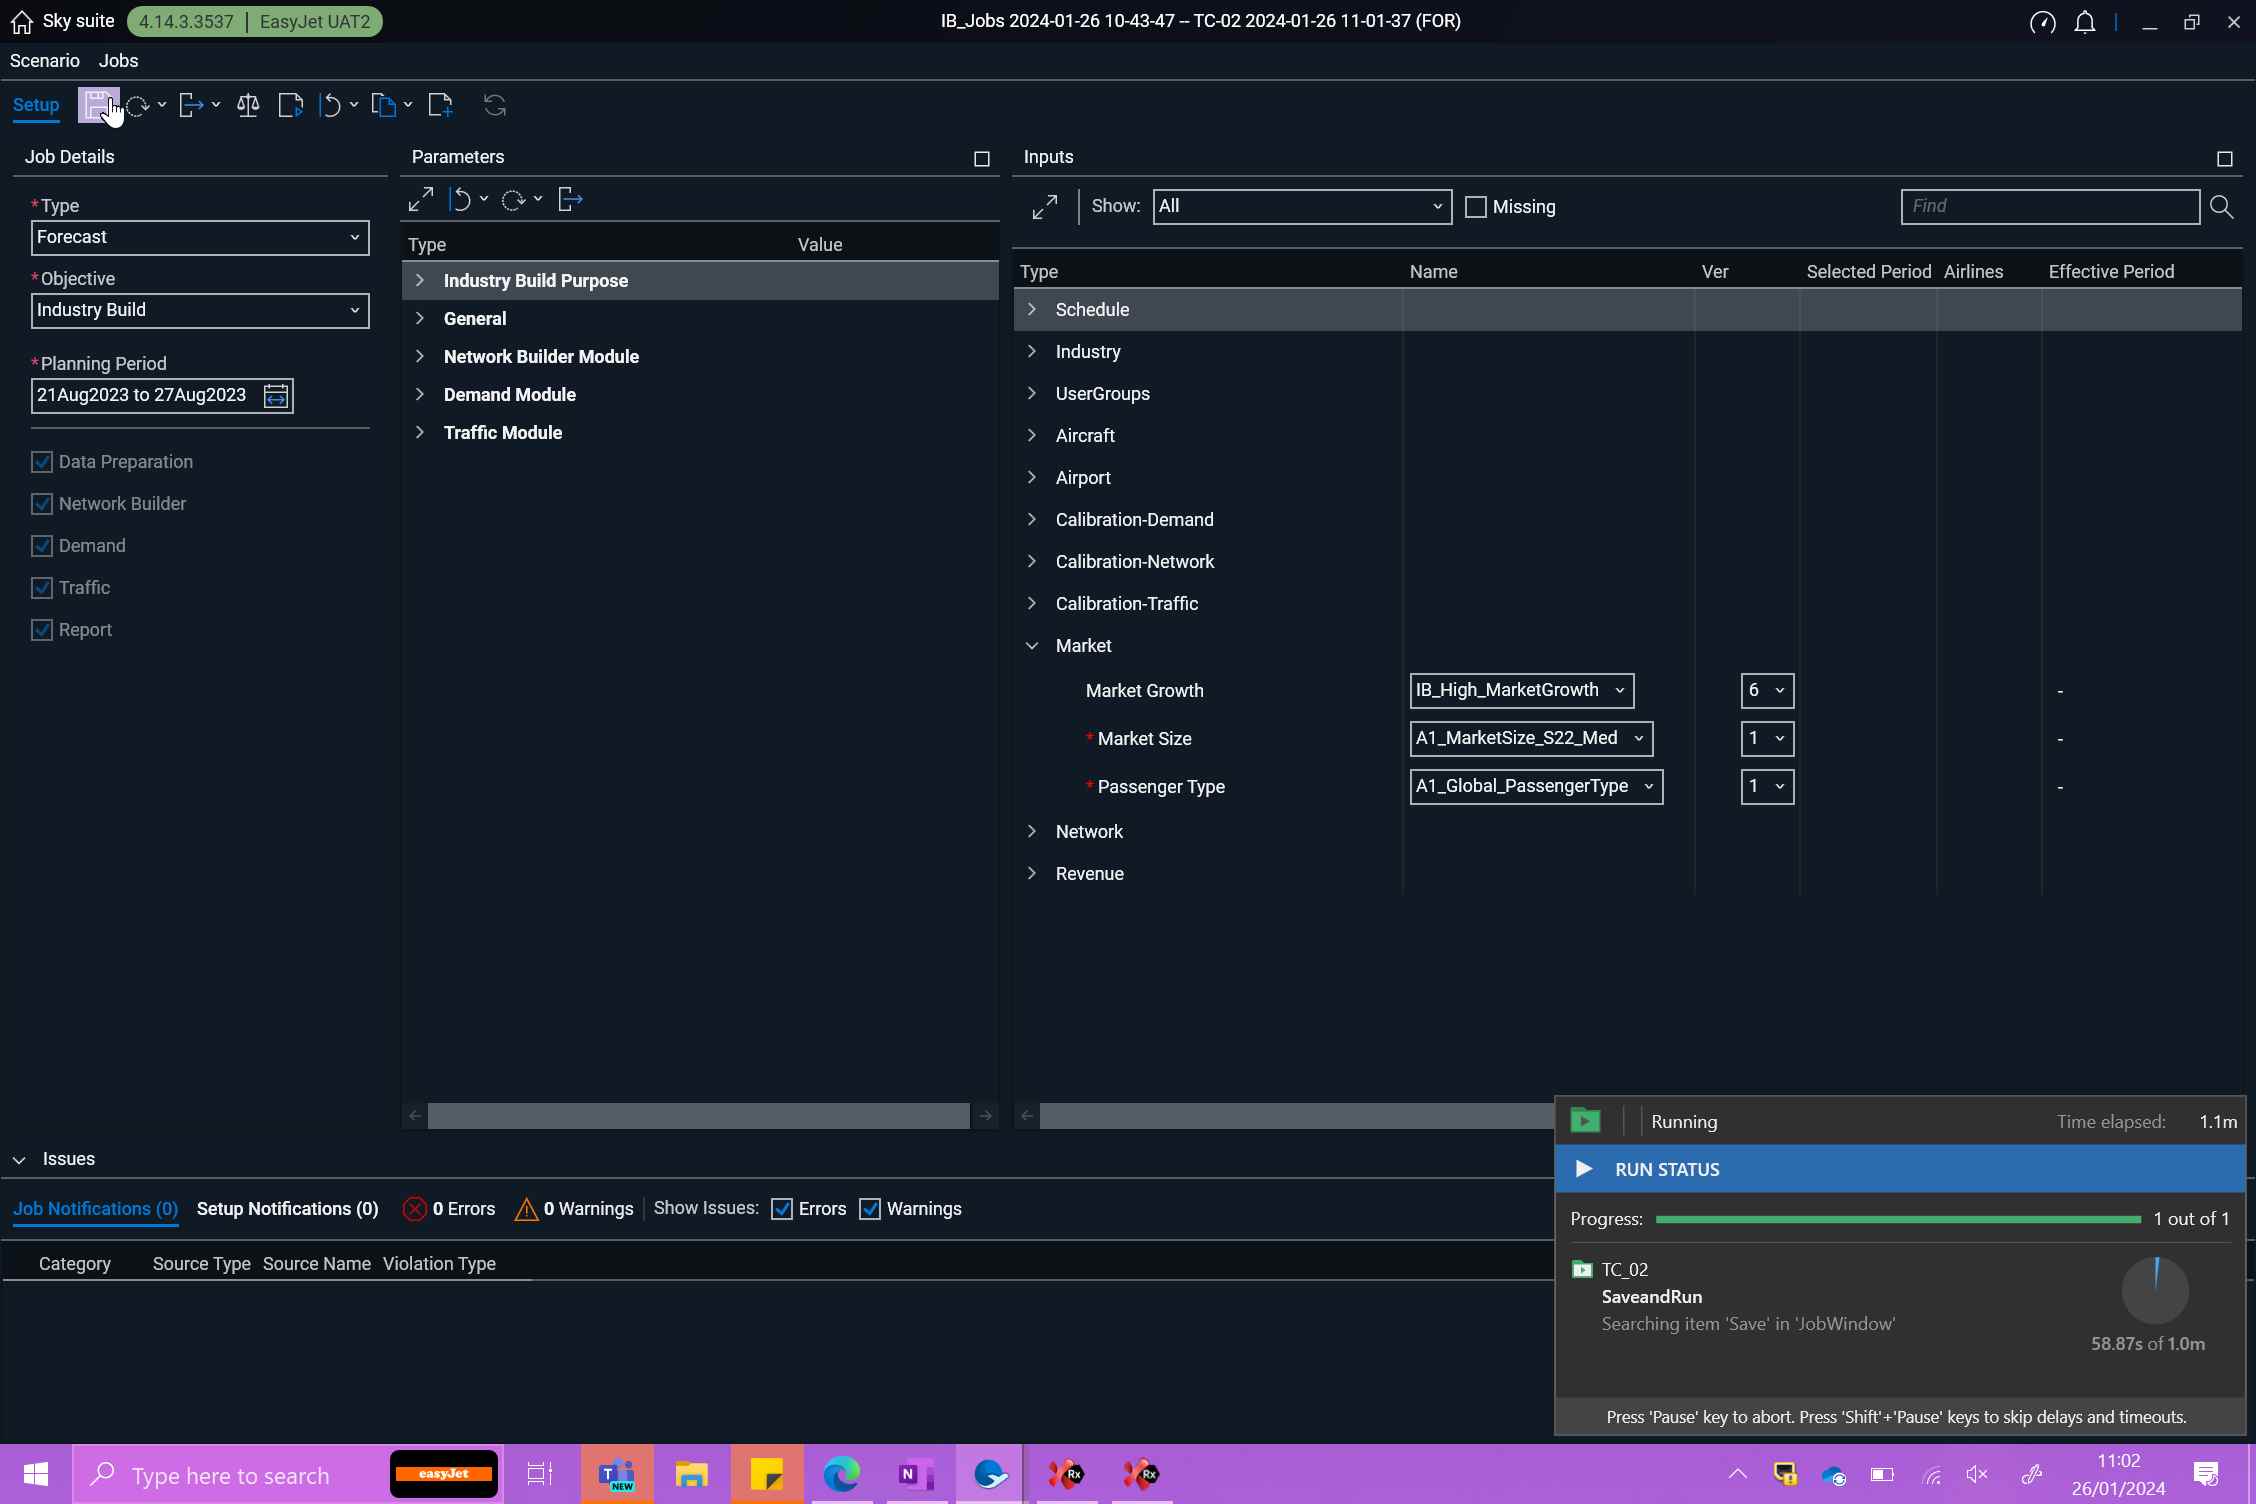 Sky suite 4.14.3.3537 | EasyJet UAT2
IB_Jobs 2024-01-26 10-43-47 -- TC-02 2024-01-26 11-01-37 (FOR)
Scenario Jobs
Setup
Job Details
*Type
Forecast
*Objective
Industry Build
*Planning Period
21Aug2023 to 27Aug2023
Data Preparation
Network Builder
Demand
Traffic
Report
Parameters
Type Value
Industry Build Purpose
General
Network Builder Module
Demand Module
Traffic Module
Inputs
Show: All Missing Find
Type Name Ver Selected Period Airlines Effective Period
Schedule
Industry
UserGroups
Aircraft
Airport
Calibration-Demand
Calibration-Network
Calibration-Traffic
Market
Market Growth IB_High_MarketGrowth 6 -
* Market Size A1_MarketSize_S22_Med 1 -
* Passenger Type A1_Global_PassengerType 1 -
Network
Revenue
Issues
Job Notifications (0) Setup Notifications (0) 0 Errors 0 Warnings Show Issues: Errors Warnings
Category Source Type Source Name Violation Type
Running Time elapsed: 1.1m
RUN STATUS
Progress: 1 out of 1
TC_02
SaveandRun
Searching item 'Save' in 'JobWindow'
58.87s of 1.0m
Press 'Pause' key to abort. Press 'Shift'+'Pause' keys to skip delays and timeouts.
Type here to search
easyJet
T
NEW
N
Rx
Rx
11:02
26/01/2024